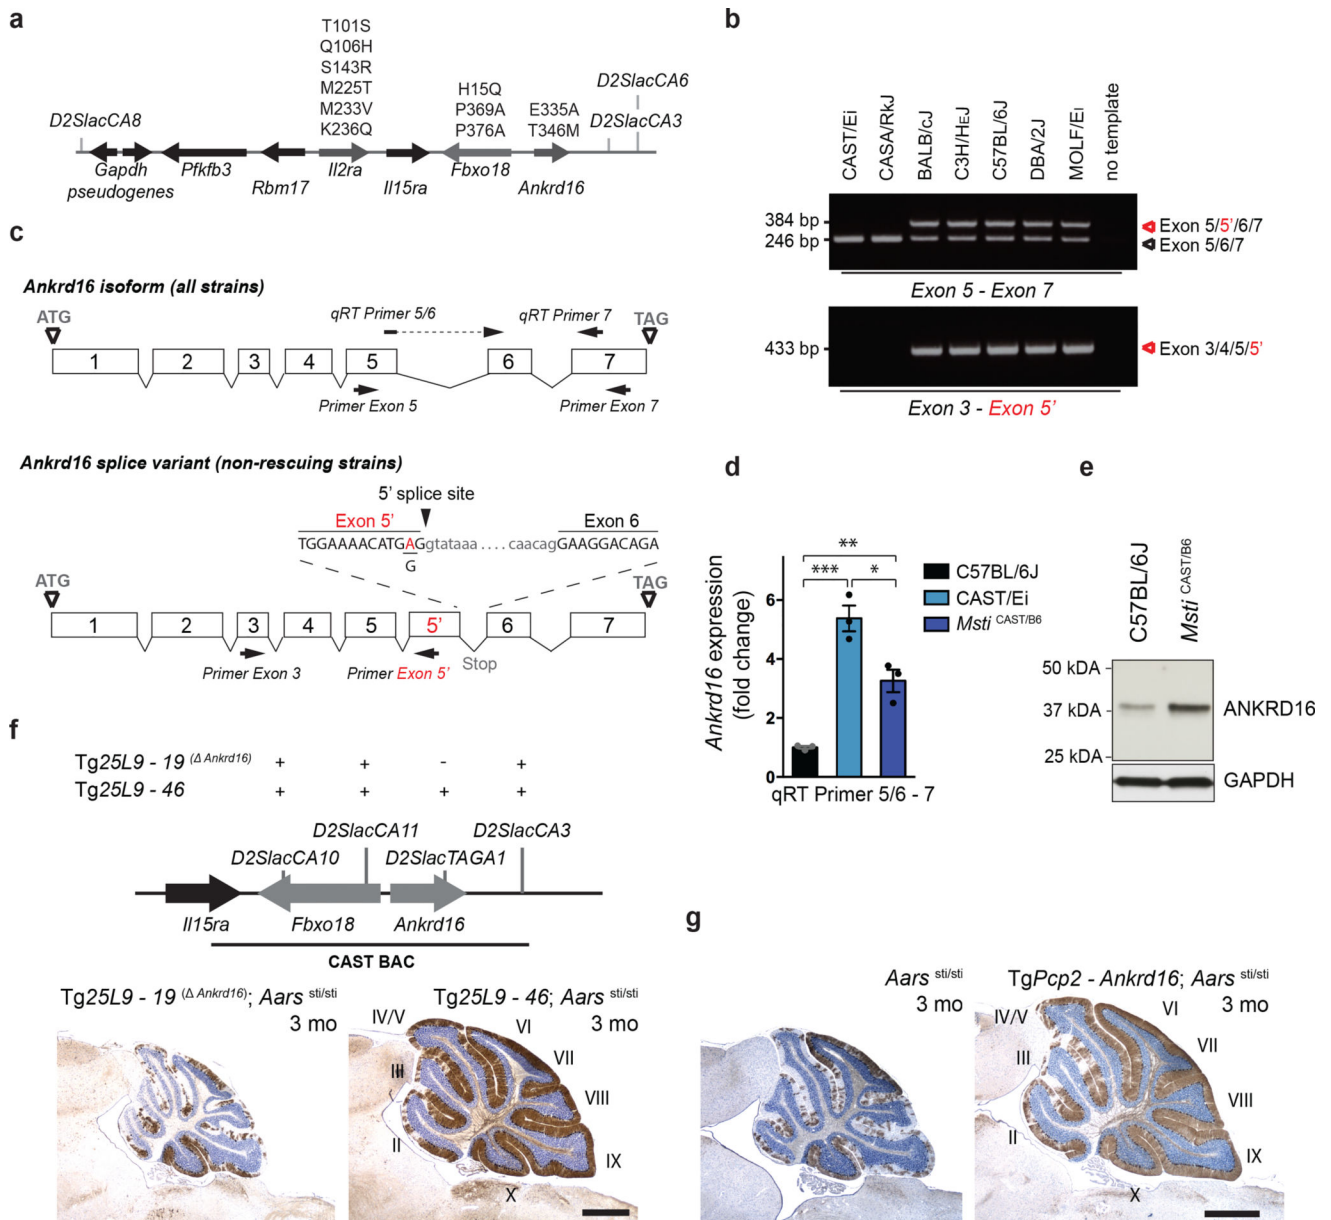 a
T101S
Q106H
S143R
M225T
M233V
K236Q
H15Q
P369A
P376A
E335A
T346M
D2SlacCA6
D2SlacCA3
D2SlacCA8
Gapdh
pseudogenes
Pfkfb3
Rbm17
Il2ra
Il15ra
Fbxo18
Ankrd16
b
CAST/Ei
CASA/RkJ
BALB/cJ
C3H/HEJ
C57BL/6J
DBA/2J
MOLF/EI
no template
384 bp
246 bp
Exon 5/5'/6/7
Exon 5/6/7
Exon 5 - Exon 7
433 bp
Exon 3/4/5/5'
Exon 3 - Exon 5'
c
Ankrd16 isoform (all strains)
ATG
qRT Primer 5/6
qRT Primer 7
TAG
1 2 3 4 5 6 7
Primer Exon 5
Primer Exon 7
Ankrd16 splice variant (non-rescuing strains)
5' splice site
Exon 5'
Exon 6
TGGAAAACATGAGgtataaa....caacagGAAGGACAGA
G
ATG
TAG
1 2 3 4 5 5' 6 7
Primer Exon 3
Primer Exon 5'
Stop
d
Ankrd16 expression
(fold change)
6
4
2
0
**
***
*
C57BL/6J
CAST/Ei
Msti CAST/B6
qRT Primer 5/6 - 7
e
C57BL/6J
Msti CAST/B6
50 kDA
37 kDA
25 kDA
ANKRD16
GAPDH
f
Tg25L9 - 19 (Δ Ankrd16) + + - +
Tg25L9 - 46 + + + +
D2SlacCA11
D2SlacCA3
D2SlacCA10
D2SlacTAGA1
Il15ra
Fbxo18
Ankrd16
CAST BAC
Tg25L9 - 19 (Δ Ankrd16); Aars sti/sti
3 mo
Tg25L9 - 46; Aars sti/sti
3 mo
IV/V
VI
VII
III
VIII
II
IX
X
g
Aars sti/sti
3 mo
TgPcp2 - Ankrd16; Aars sti/sti
3 mo
IV/V
VI
VII
III
VIII
II
IX
X